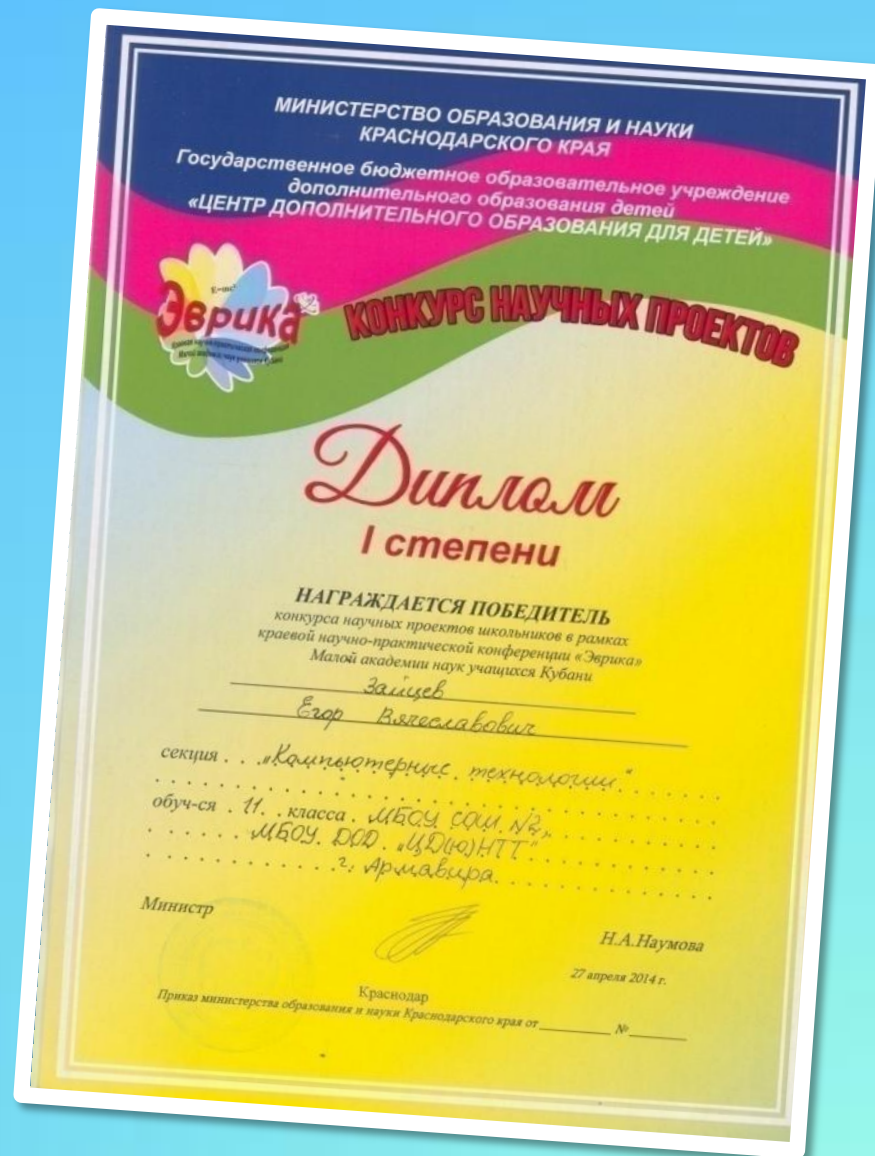 МИНИСТЕРСТВО ОБРАЗОВАНИЯ И НАУКИ
КРАСНОДАРСКОГО КРАЯ
Государственное бюджетное образовательное учреждение
дополнительного образования детей
«ЦЕНТР ДОПОЛНИТЕЛЬНОГО ОБРАЗОВАНИЯ ДЛЯ ДЕТЕЙ»
Эврика
КОНКУРС НАУЧНЫХ ПРОЕКТОВ
Диплом
I степени
НАГРАЖДАЕТСЯ ПОБЕДИТЕЛЬ
конкурса научных проектов школьников в рамках
краевой научно-практической конференции «Эврика»
Малой академии наук учащихся Кубани
Зайцев
Егор Вячеславович
секция . . . "Компьютерные технологии"
обуч-ся . 11 . . класса . МБОУ СОШ №2,
МБОУ ДОД "ЦД(ю)НТТ"
г. Армавира
Министр
Н.А.Наумова
27 апреля 2014 г.
Краснодар
Приказ министерства образования и науки Краснодарского края от __________ №________